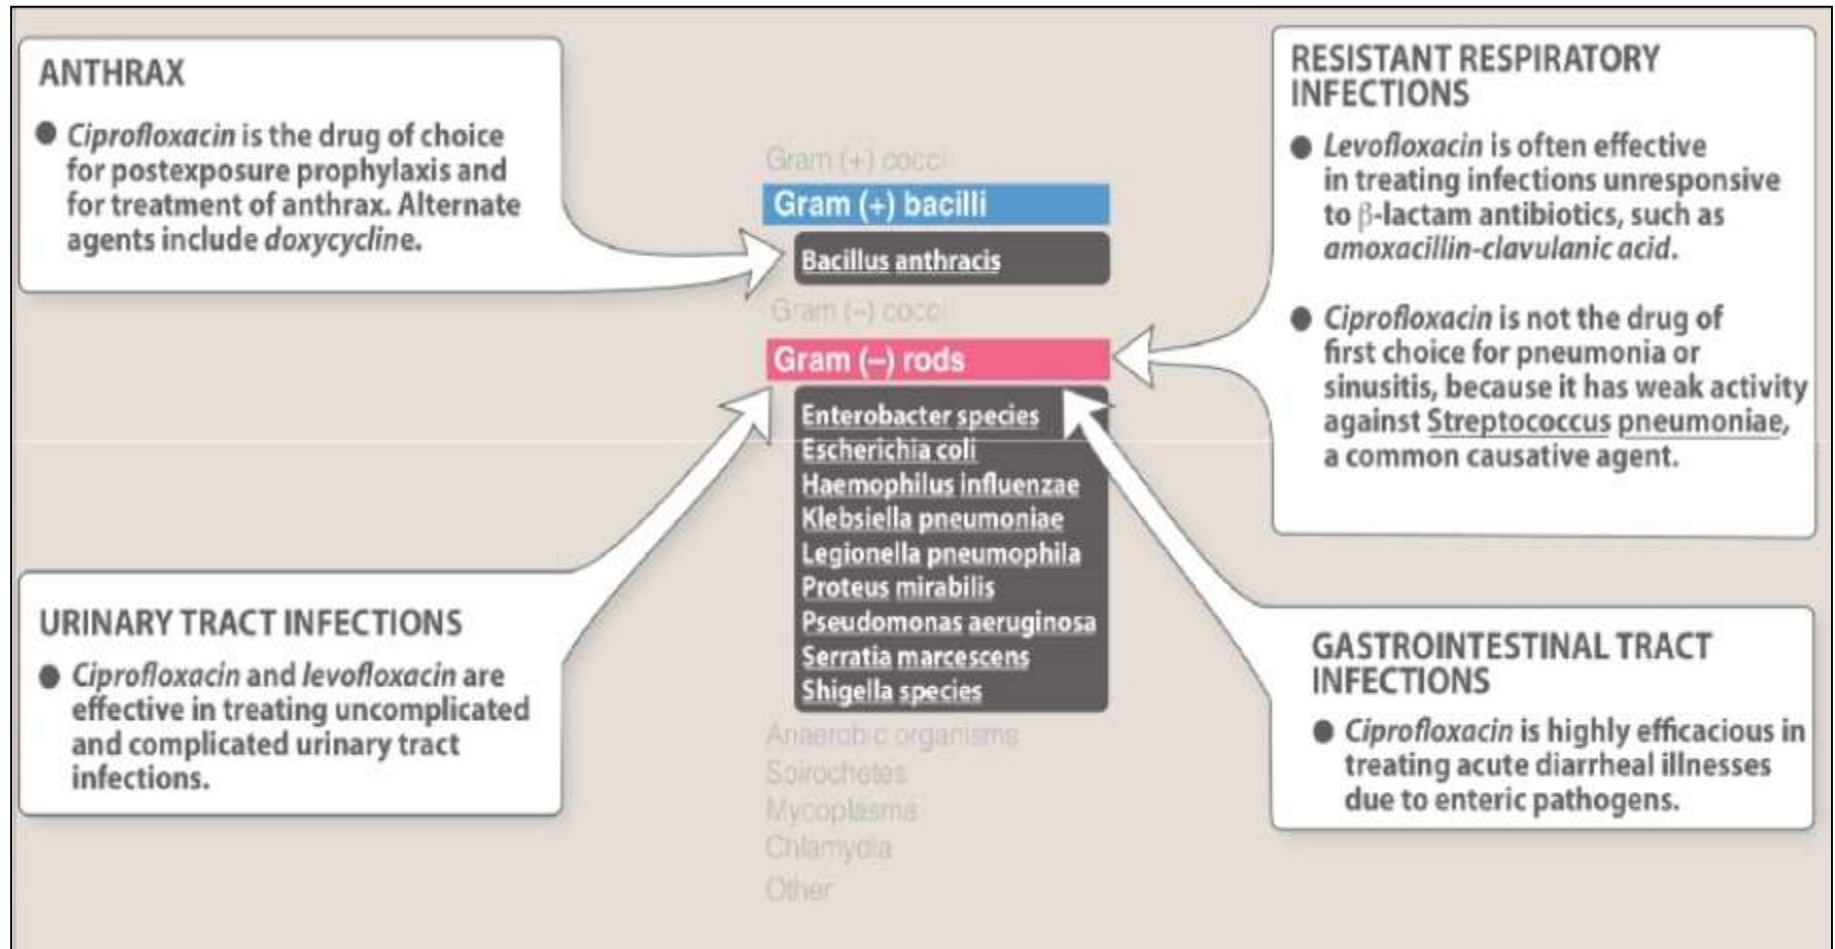 ANTHRAX
● Ciprofloxacin is the drug of choice
for postexposure prophylaxis and
for treatment of anthrax. Alternate
agents include doxycycline.
Gram (+) cocci
Gram (+) bacilli
Bacillus anthracis
Gram (–) cocci
Gram (–) rods
Enterobacter species
Escherichia coli
Haemophilus influenzae
Klebsiella pneumoniae
Legionella pneumophila
Proteus mirabilis
Pseudomonas aeruginosa
Serratia marcescens
Shigella species
Anaerobic organisms
Spirochetes
Mycoplasma
Chlamydia
Other
RESISTANT RESPIRATORY
INFECTIONS
● Levofloxacin is often effective
in treating infections unresponsive
to β-lactam antibiotics, such as
amoxacillin-clavulanic acid.
● Ciprofloxacin is not the drug of
first choice for pneumonia or
sinusitis, because it has weak activity
against Streptococcus pneumoniae,
a common causative agent.
URINARY TRACT INFECTIONS
● Ciprofloxacin and levofloxacin are
effective in treating uncomplicated
and complicated urinary tract
infections.
GASTROINTESTINAL TRACT
INFECTIONS
● Ciprofloxacin is highly efficacious in
treating acute diarrheal illnesses
due to enteric pathogens.